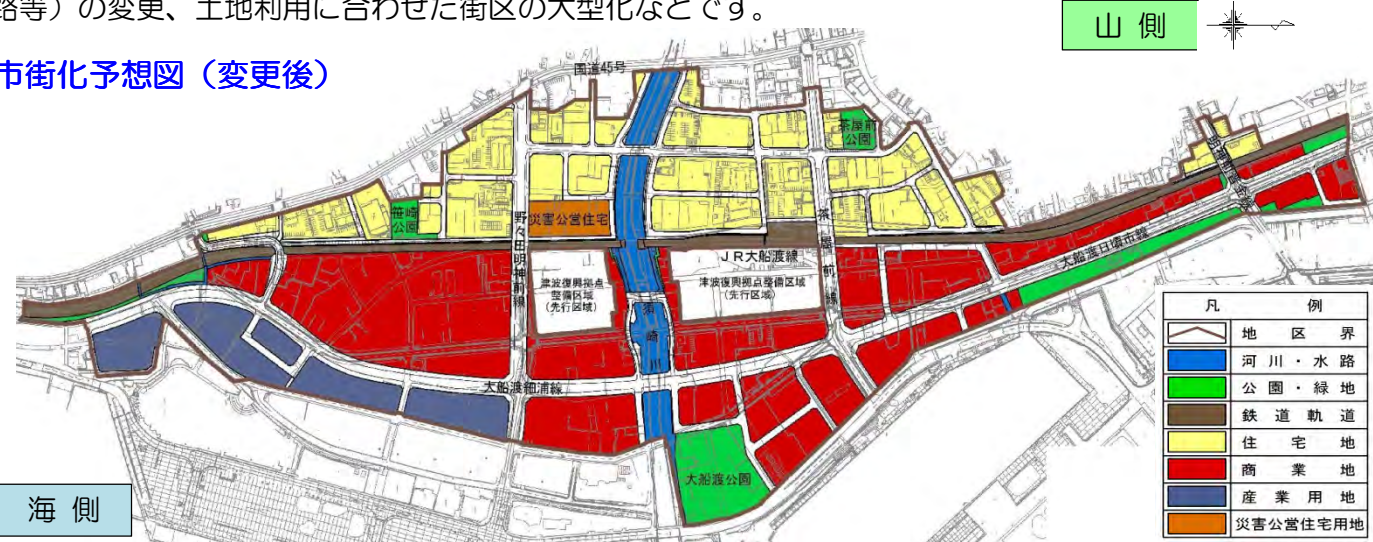 路等）の変更、土地利用に合わせた街区の大型化などです。
山 側
市街化予想図（変更後）
国道45号
茶屋前
公園
笹崎
公園
野々田明神前線
災害公営住宅
茶屋前線
ＪＲ大船渡線
津波復興拠点
整備区域
（先行区域）
津波復興拠点整備区域
（先行区域）
須崎川
大船渡日頃市線
大船渡細浦線
大船渡公園
海 側
凡 例
地 区 界
河 川 ・ 水 路
公 園 ・ 緑 地
鉄 道 軌 道
住 宅 地
商 業 地
産 業 用 地
災害公営住宅用地